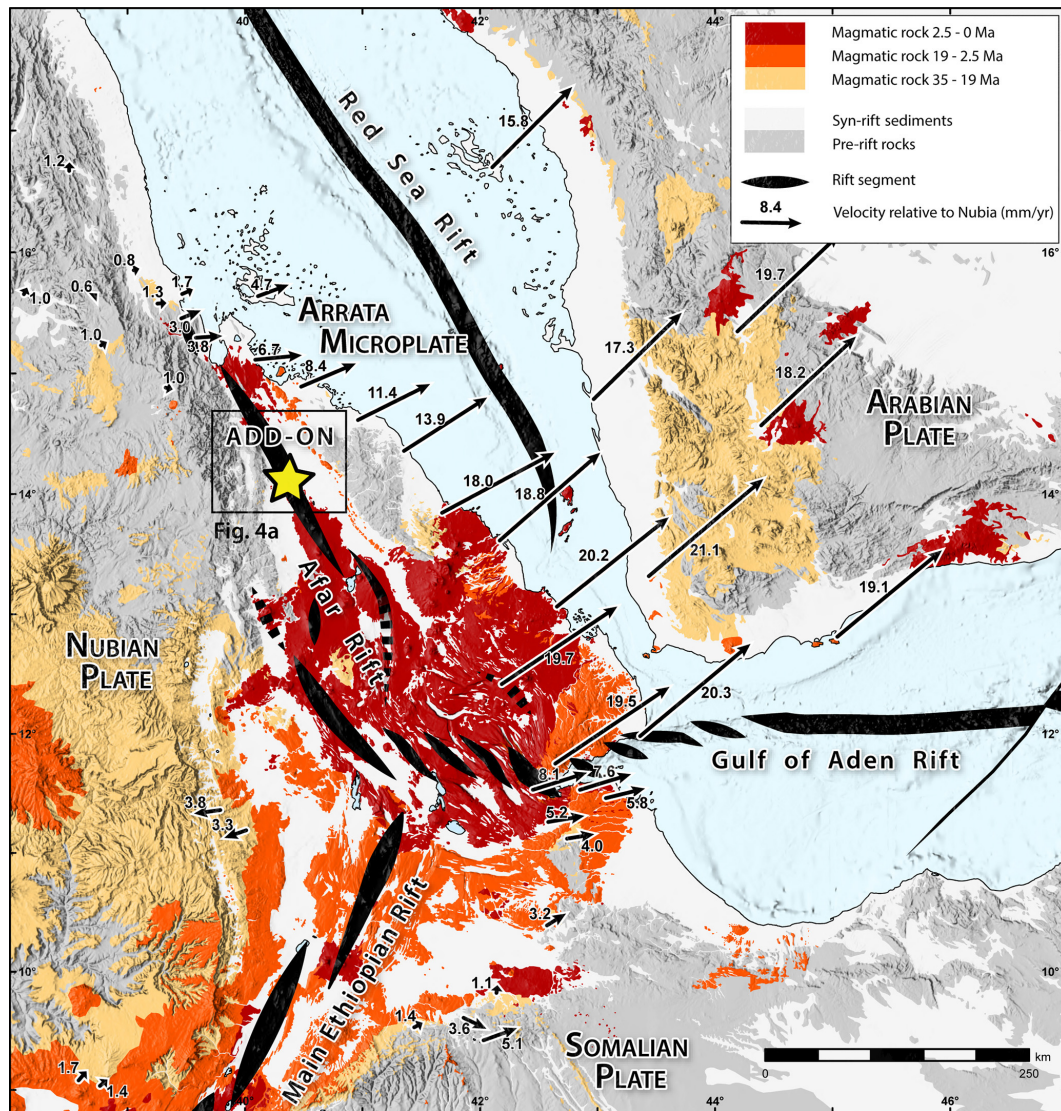 40°
42°
44°
Magmatic rock 2.5 - 0 Ma
Magmatic rock 19 - 2.5 Ma
Magmatic rock 35 - 19 Ma
Syn-rift sediments
Pre-rift rocks
Rift segment
8.4
Velocity relative to Nubia (mm/yr)
Red Sea Rift
15.8
1.2
16°
16°
0.8
0.6
1.0
1.3
1.7
4.7
19.7
ARRATA
MICROPLATE
3.0
3.8
1.0
6.7
8.4
17.3
1.0
11.4
18.2
ARABIAN
PLATE
13.9
ADD-ON
18.0
18.8
14°
14°
Fig. 4a
20.2
21.1
19.1
Afar Rift
NUBIAN
PLATE
19.7
20.3
19.5
12°
12°
Gulf of Aden Rift
8.1
7.6
5.8
3.8
3.3
5.2
4.0
3.2
10°
10°
Main Ethiopian Rift
1.1
1.4
3.6
5.1
SOMALIAN
PLATE
1.7
1.4
km
0
250
40°
42°
44°
46°